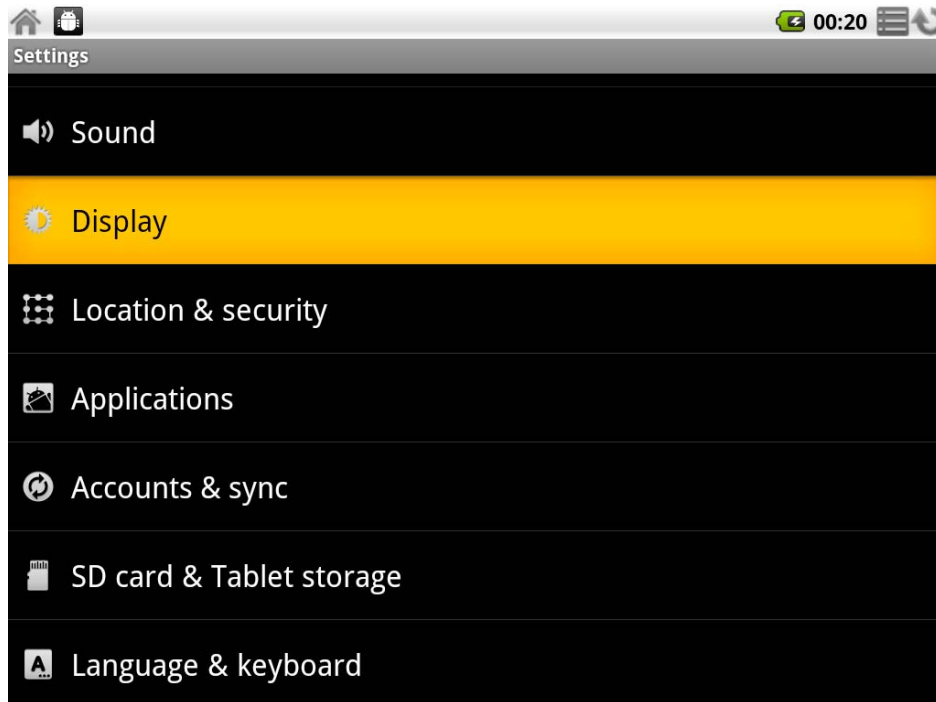 00:20
Settings
Sound
Display
Location & security
Applications
Accounts & sync
SD card & Tablet storage
Language & keyboard